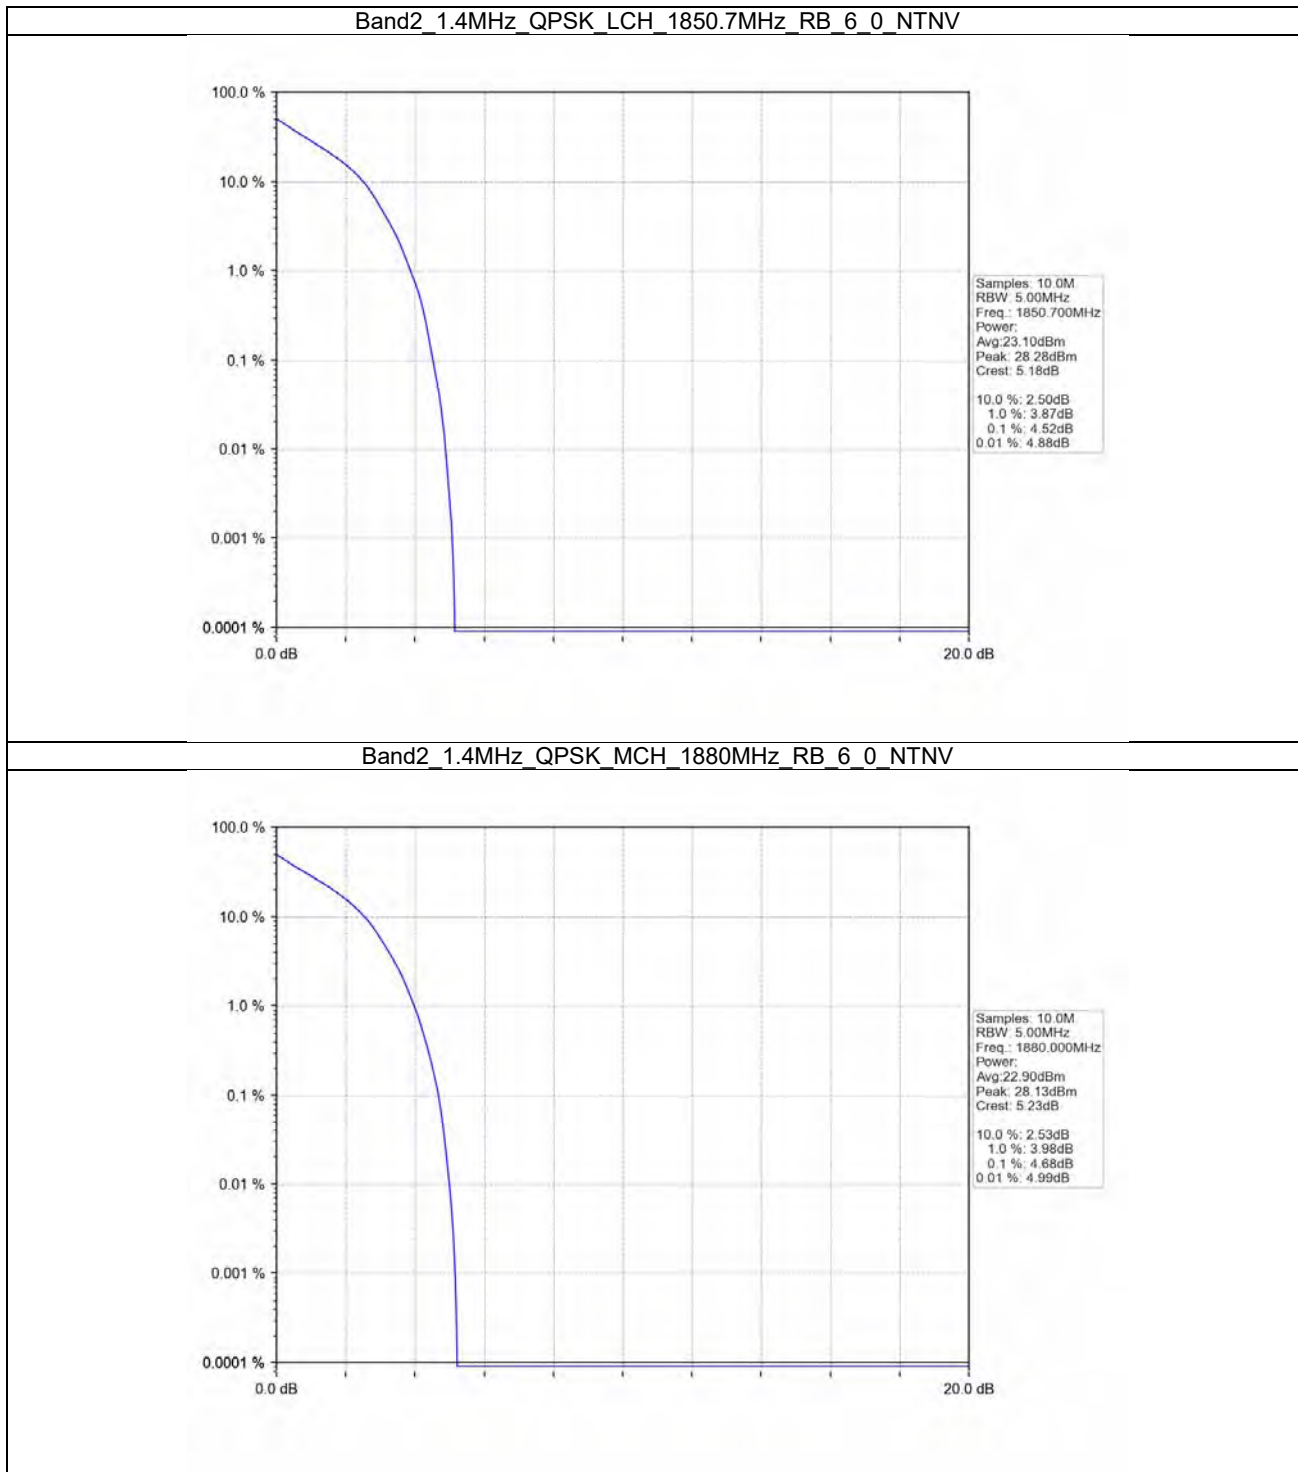 Band2_1.4MHz_QPSK_LCH_1850.7MHz_RB_6_0_NTNV
100.0 %
10.0 %
1.0 %
0.1 %
0.01 %
0.001 %
0.0001 %
0.0 dB
20.0 dB
Samples: 10.0M
RBW: 5.00MHz
Freq.: 1850.700MHz
Power:
Avg:23.10dBm
Peak: 28.28dBm
Crest: 5.18dB
10.0 %: 2.50dB
1.0 %: 3.87dB
0.1 %: 4.52dB
0.01 %: 4.88dB
Band2_1.4MHz_QPSK_MCH_1880MHz_RB_6_0_NTNV
100.0 %
10.0 %
1.0 %
0.1 %
0.01 %
0.001 %
0.0001 %
0.0 dB
20.0 dB
Samples: 10.0M
RBW: 5.00MHz
Freq.: 1880.000MHz
Power:
Avg:22.90dBm
Peak: 28.13dBm
Crest: 5.23dB
10.0 %: 2.53dB
1.0 %: 3.98dB
0.1 %: 4.68dB
0.01 %: 4.99dB